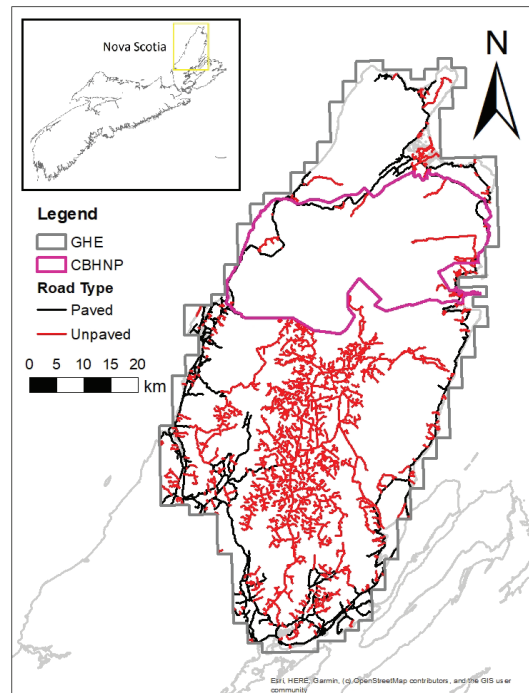 Nova Scotia
N
Legend
GHE
CBHNP
Road Type
Paved
Unpaved
0 5 10 15 20
km
Esri, HERE, Garmin, (c) OpenStreetMap contributors, and the GIS user
community